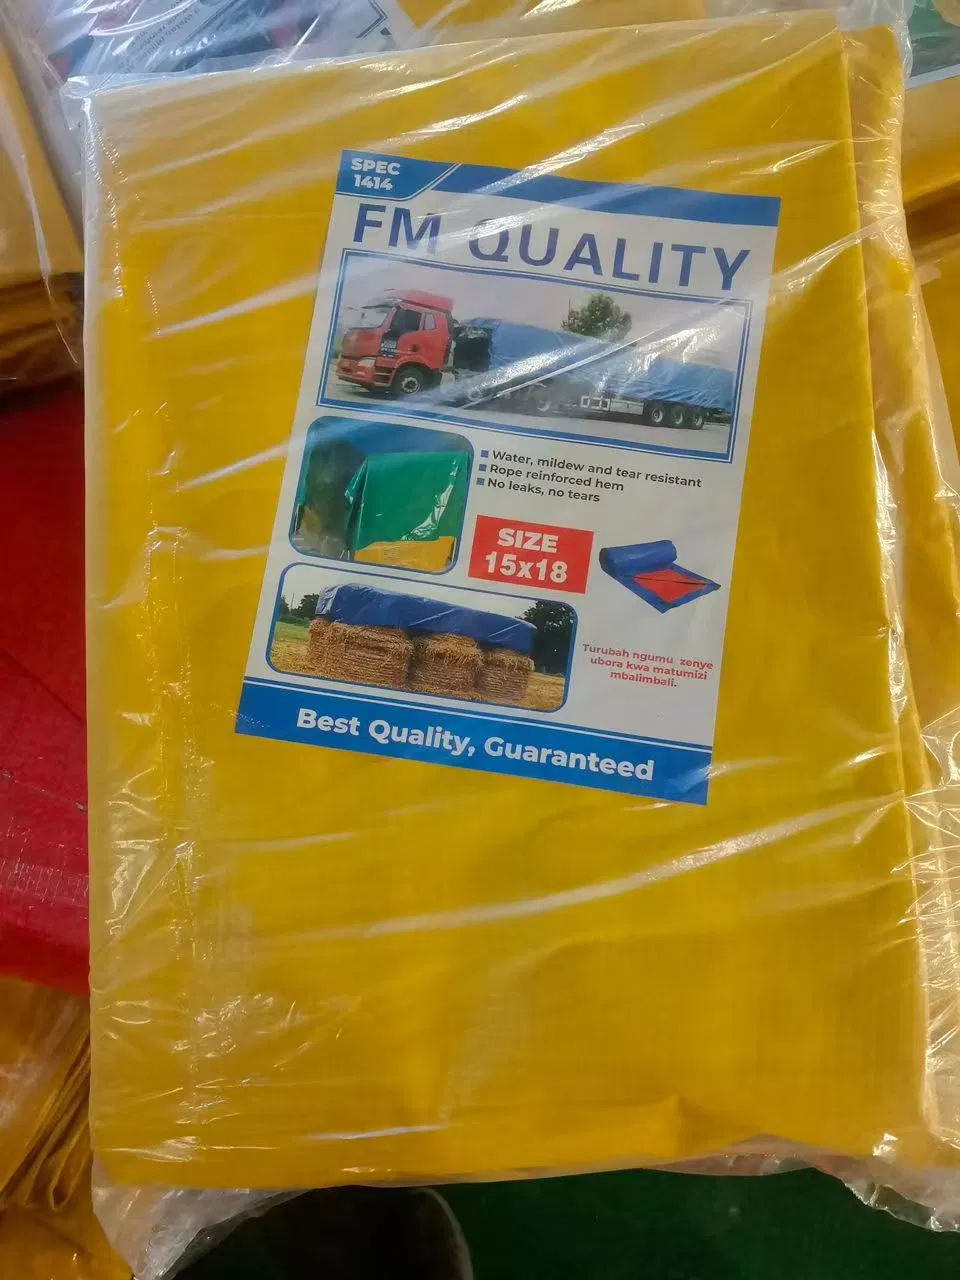 SPEC
1414
FM QUALITY
Water, mildew and tear resistant
Rope reinforced hem
No leaks, no tears
SIZE
15x18
Turubah ngumu zenye
ubora kwa matumizi
mbalimbali.
Best Quality, Guaranteed